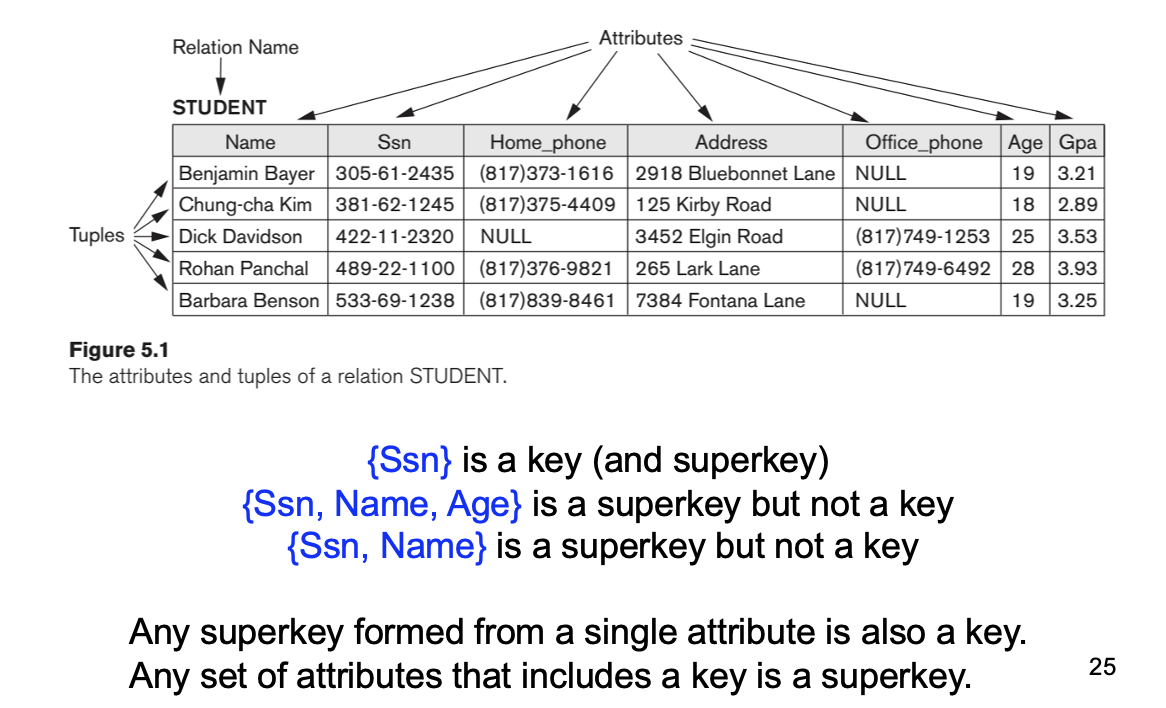 Attributes
Relation Name
STUDENT
Name Ssn Home_phone Address Office_phone Age Gpa
Benjamin Bayer 305-61-2435 (817)373-1616 2918 Bluebonnet Lane NULL 19 3.21
Chung-cha Kim 381-62-1245 (817)375-4409 125 Kirby Road NULL 18 2.89
Tuples Dick Davidson 422-11-2320 NULL 3452 Elgin Road (817)749-1253 25 3.53
Rohan Panchal 489-22-1100 (817)376-9821 265 Lark Lane (817)749-6492 28 3.93
Barbara Benson 533-69-1238 (817)839-8461 7384 Fontana Lane NULL 19 3.25
Figure 5.1
The attributes and tuples of a relation STUDENT.
{Ssn} is a key (and superkey)
{Ssn, Name, Age} is a superkey but not a key
{Ssn, Name} is a superkey but not a key
Any superkey formed from a single attribute is also a key.
Any set of attributes that includes a key is a superkey.
25